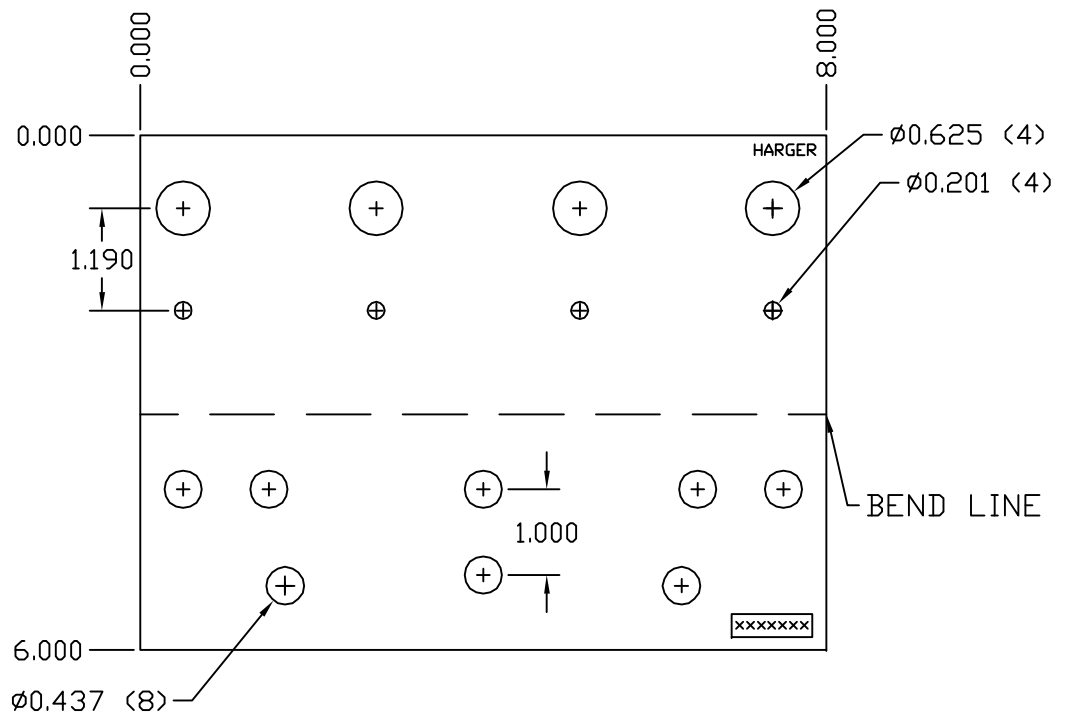 0.000
8.000
0.000
HARGER
Ø0.625 (4)
Ø0.201 (4)
1.190
BEND LINE
1.000
xxxxxxx
6.000
Ø0.437 (8)